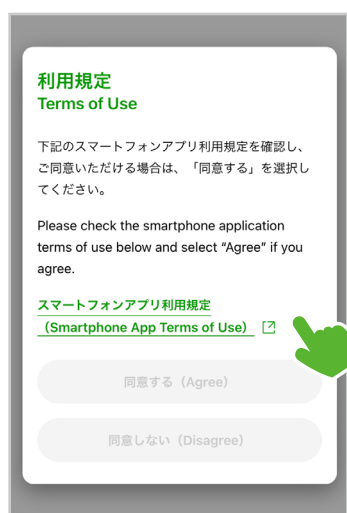 利用規定
Terms of Use
下記のスマートフォンアプリ利用規定を確認し、
ご同意いただける場合は、「同意する」を選択し
てください。
Please check the smartphone application
terms of use below and select "Agree" if you
agree.
スマートフォンアプリ利用規定
（Smartphone App Terms of Use）
同意する（Agree）
同意しない（Disagree）